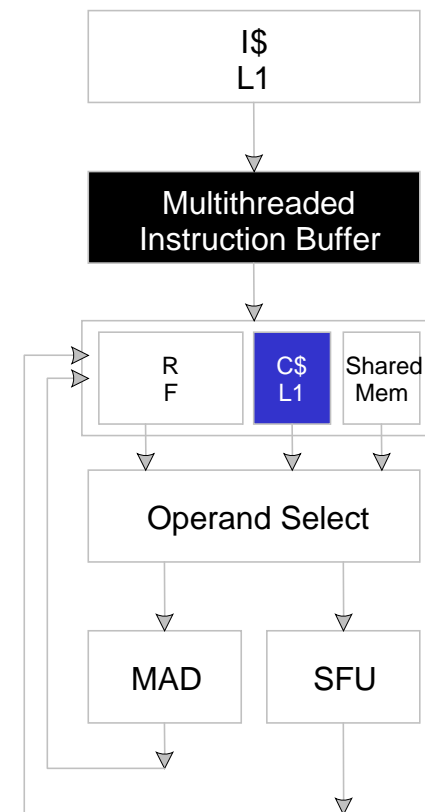 I$
L1
Multithreaded
Instruction Buffer
R
F
C$
L1
Shared
Mem
Operand Select
MAD
SFU